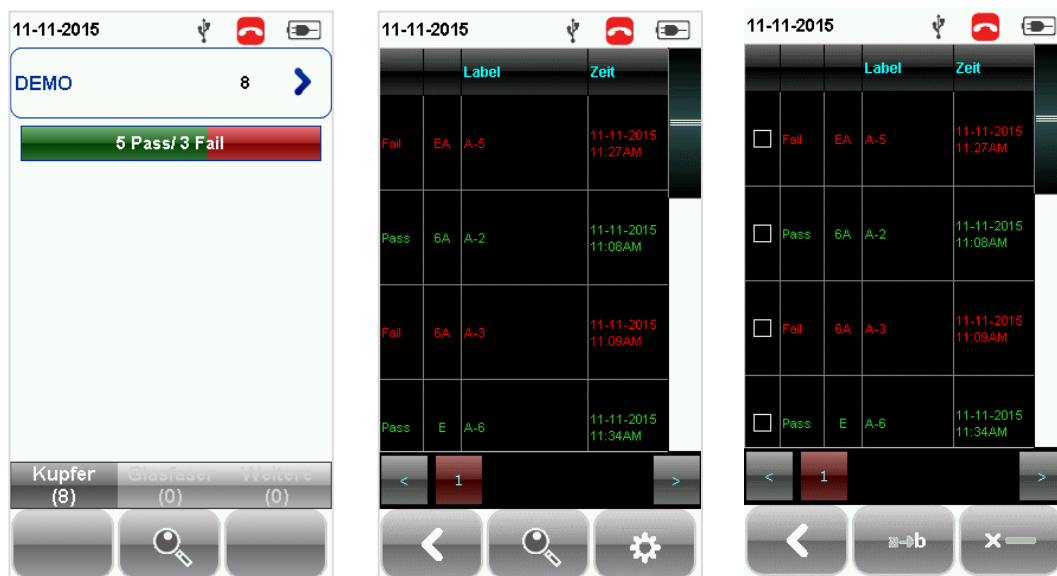 11-11-2015
DEMO 8
5 Pass/ 3 Fail
Kupfer Glasfaser Weitere
(8) (0) (0)
11-11-2015
Label Zeit
Fail EA A-5 11-11-2015
11:27AM
Pass 6A A-2 11-11-2015
11:08AM
Fail 6A A-3 11-11-2015
11:09AM
Pass E A-6 11-11-2015
11:34AM
< 1 >
11-11-2015
Label Zeit
Fail EA A-5 11-11-2015
11:27AM
Pass 6A A-2 11-11-2015
11:08AM
Fail 6A A-3 11-11-2015
11:09AM
Pass E A-6 11-11-2015
11:34AM
< 1 >
a→b